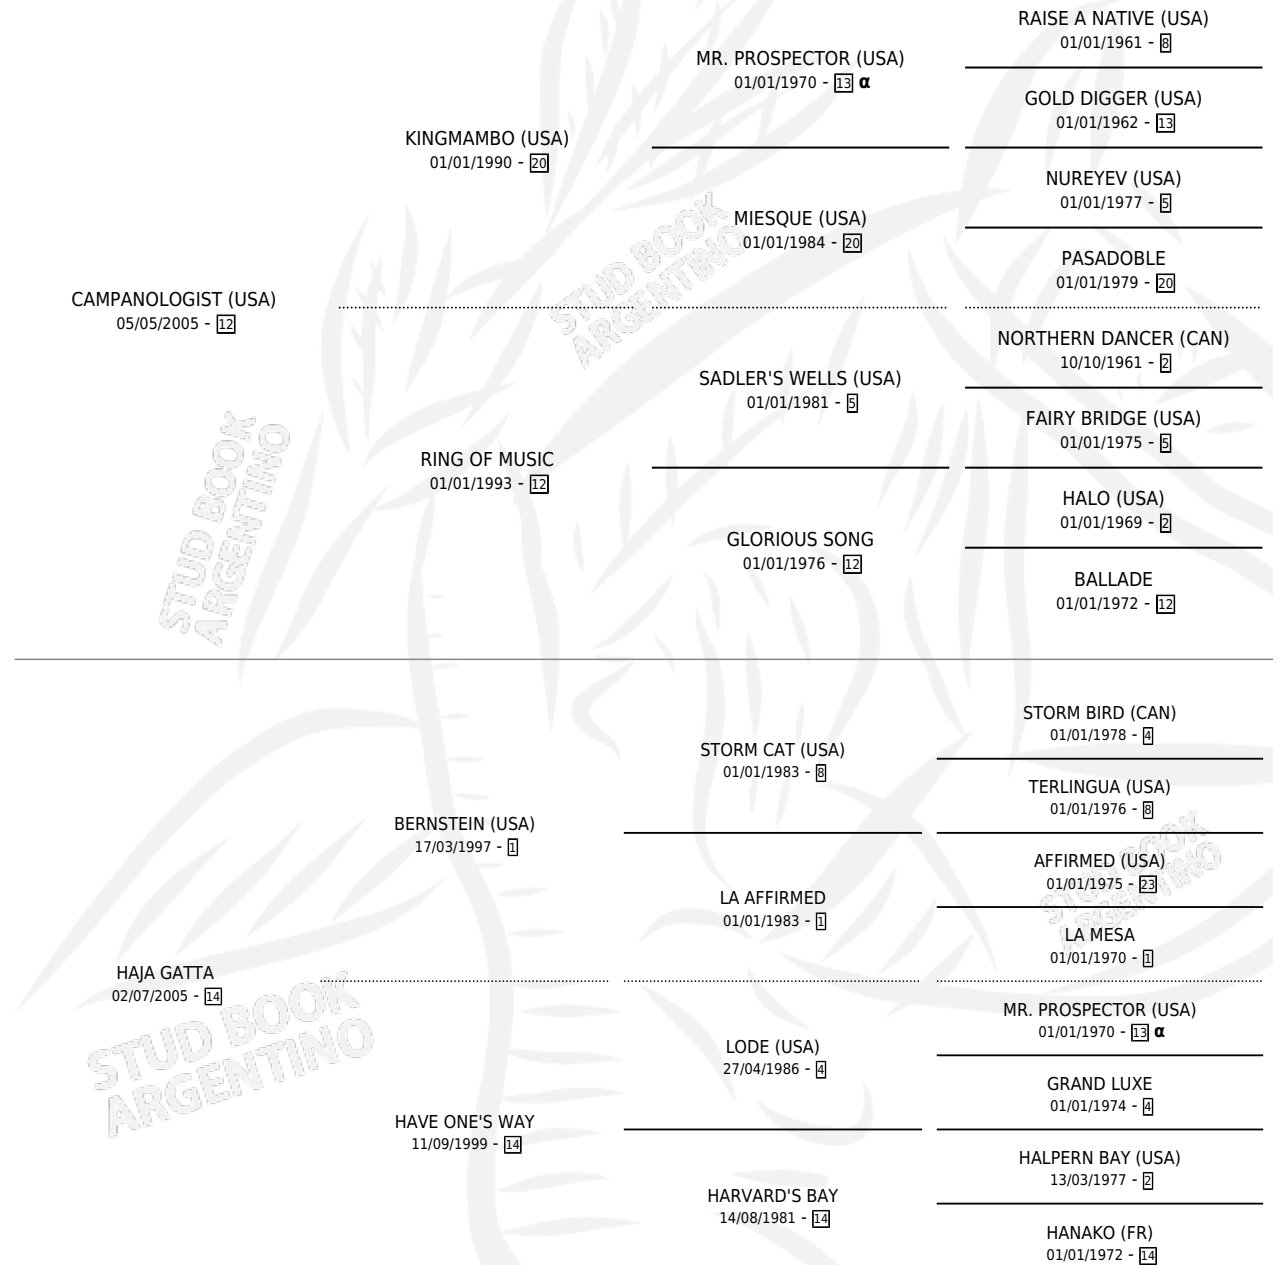 RAISE A NATIVE (USA)
01/01/1961 - 8
MR. PROSPECTOR (USA)
01/01/1970 - 13 α
GOLD DIGGER (USA)
01/01/1962 - 13
KINGMAMBO (USA)
01/01/1990 - 20
NUREYEV (USA)
01/01/1977 - 5
MIESQUE (USA)
01/01/1984 - 20
PASADOBLE
01/01/1979 - 20
CAMPANOLOGIST (USA)
05/05/2005 - 12
NORTHERN DANCER (CAN)
10/10/1961 - 2
SADLER'S WELLS (USA)
01/01/1981 - 5
FAIRY BRIDGE (USA)
01/01/1975 - 5
RING OF MUSIC
01/01/1993 - 12
HALO (USA)
01/01/1969 - 2
GLORIOUS SONG
01/01/1976 - 12
BALLADE
01/01/1972 - 12
STORM BIRD (CAN)
01/01/1978 - 4
STORM CAT (USA)
01/01/1983 - 8
TERLINGUA (USA)
01/01/1976 - 8
BERNSTEIN (USA)
17/03/1997 - 1
AFFIRMED (USA)
01/01/1975 - 23
LA AFFIRMED
01/01/1983 - 1
LA MESA
01/01/1970 - 1
HAJA GATTA
02/07/2005 - 14
MR. PROSPECTOR (USA)
01/01/1970 - 13 α
LODE (USA)
27/04/1986 - 4
GRAND LUXE
01/01/1974 - 4
HAVE ONE'S WAY
11/09/1999 - 14
HALPERN BAY (USA)
13/03/1977 - 2
HARVARD'S BAY
14/08/1981 - 14
HANAKO (FR)
01/01/1972 - 14
STUD BOOK
ARGENTINO
STUD BOOK
ARGENTINO
STUD BOOK
ARGENTINO
STUD BOOK
ARGENTINO